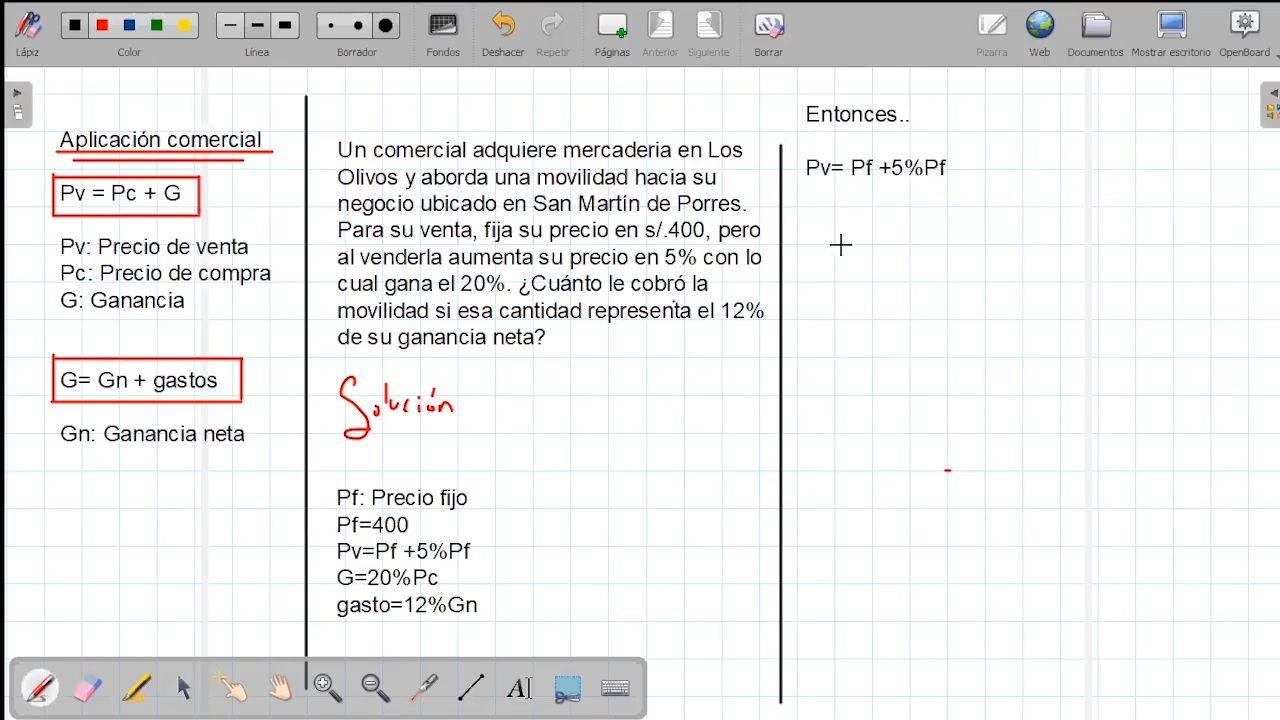 Lápiz
Color
Línea
Borrador
Fondos
Deshacer
Repetir
Páginas
Anterior
Siguiente
Borrar
Pizarra
Web
Documentos
Mostrar escritorio
OpenBoard
Aplicación comercial
Pv = Pc + G
Pv: Precio de venta
Pc: Precio de compra
G: Ganancia
G= Gn + gastos
Gn: Ganancia neta
Un comercial adquiere mercaderia en Los
Olivos y aborda una movilidad hacia su
negocio ubicado en San Martín de Porres.
Para su venta, fija su precio en s/.400, pero
al venderla aumenta su precio en 5% con lo
cual gana el 20%. ¿Cuánto le cobró la
movilidad si esa cantidad representa el 12%
de su ganancia neta?
Solución
Pf: Precio fijo
Pf=400
Pv=Pf +5%Pf
G=20%Pc
gasto=12%Gn
Entonces..
Pv= Pf +5%Pf